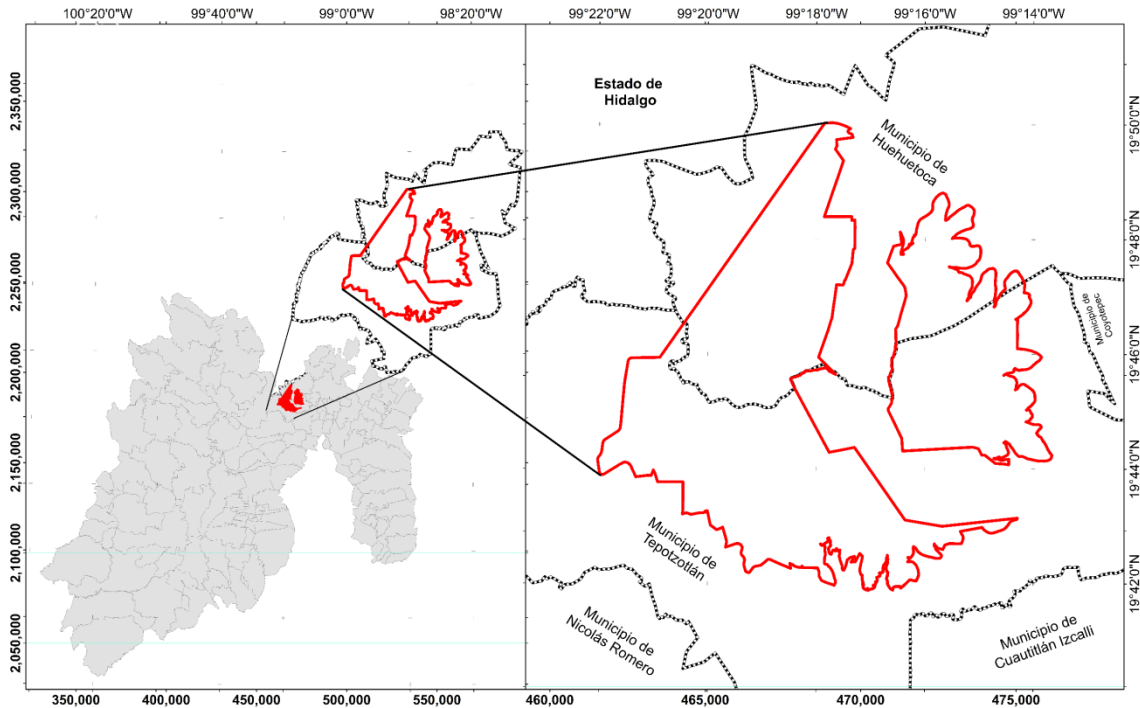 100°20'0"W 99°40'0"W 99°0'0"W 98°20'0"W 99°22'0"W 99°20'0"W 99°18'0"W 99°16'0"W 99°14'0"W
2,350,000
2,300,000
2,250,000
2,200,000
2,150,000
2,100,000
2,050,000
Estado de
Hidalgo
Municipio de
Huehuetoca
Municipio de
Coyotepec
Municipio de
Tepotzotlán
Municipio de
Nicolás Romero
Municipio de
Cuautitlán Izcalli
19°50'0"N
19°48'0"N
19°46'0"N
19°44'0"N
19°42'0"N
350,000 400,000 450,000 500,000 550,000 460,000 465,000 470,000 475,000